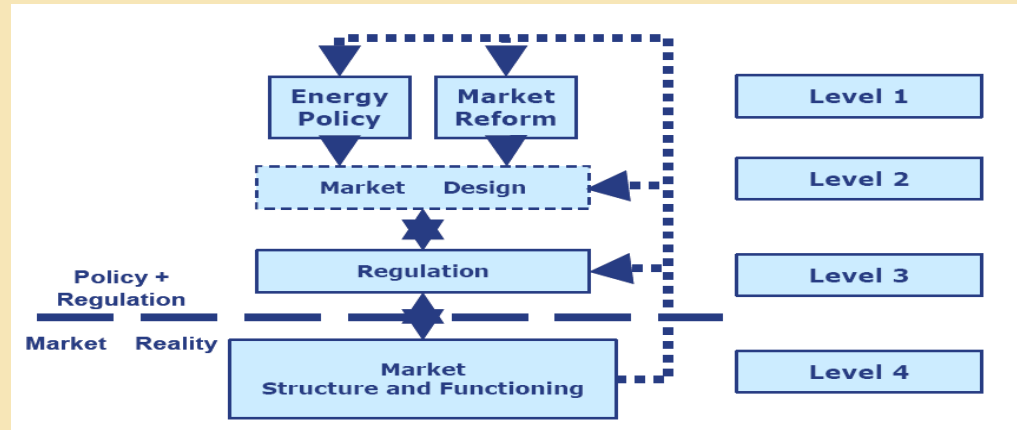 Energy
Policy
Market
Reform
Level 1
Market Design
Level 2
Regulation
Level 3
Policy +
Regulation
Market Reality
Market
Structure and Functioning
Level 4